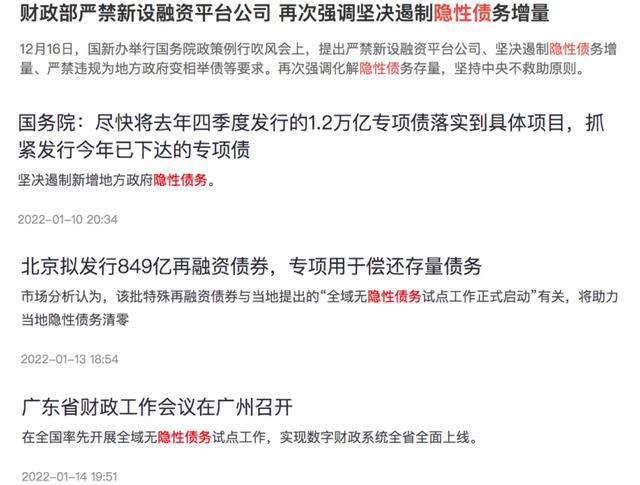 财政部严禁新设融资平台公司 再次强调坚决遏制隐性债务增量
12月16日，国新办举行国务院政策例行吹风会上，提出严禁新设融资平台公司、坚决遏制隐性债务增
量、严禁违规为地方政府变相举债等要求。再次强调化解隐性债务存量，坚持中央不救助原则。
国务院：尽快将去年四季度发行的1.2万亿专项债落实到具体项目，抓
紧发行今年已下达的专项债
坚决遏制新增地方政府隐性债务。
2022-01-10 20:34
北京拟发行849亿再融资债券，专项用于偿还存量债务
市场分析认为，该批特殊再融资债券与当地提出的“全域无隐性债务试点工作正式启动”有关，将助力
当地隐性债务清零
2022-01-13 18:54
广东省财政工作会议在广州召开
在全国率先开展全域无隐性债务试点工作，实现数字财政系统全省全面上线。
2022-01-14 19:51